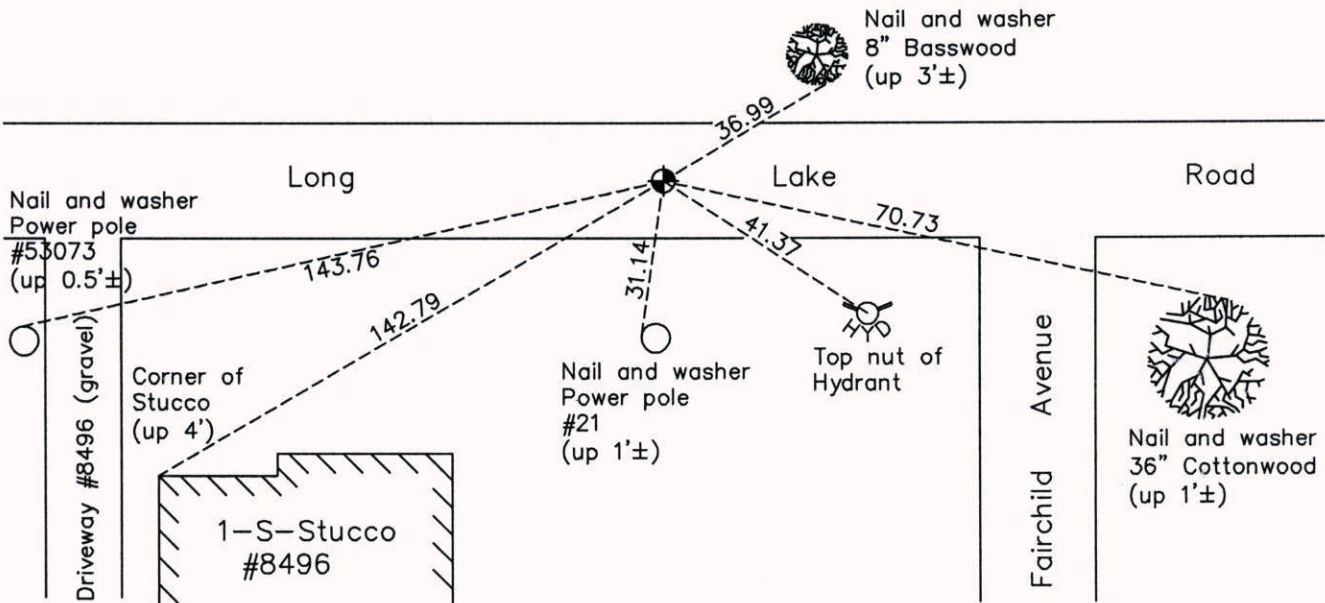 Nail and washer
8" Basswood
(up 3'±)
36.99
Long Lake Road
Nail and washer
Power pole
#53073
(up 0.5'±)
143.76
142.79
31.14
41.37
70.73
HYD
Top nut of
Hydrant
Corner of
Stucco
(up 4')
Nail and washer
Power pole
#21
(up 1'±)
Nail and washer
36" Cottonwood
(up 1'±)
Driveway #8496 (gravel)
1-S-Stucco
#8496
Fairchild Avenue